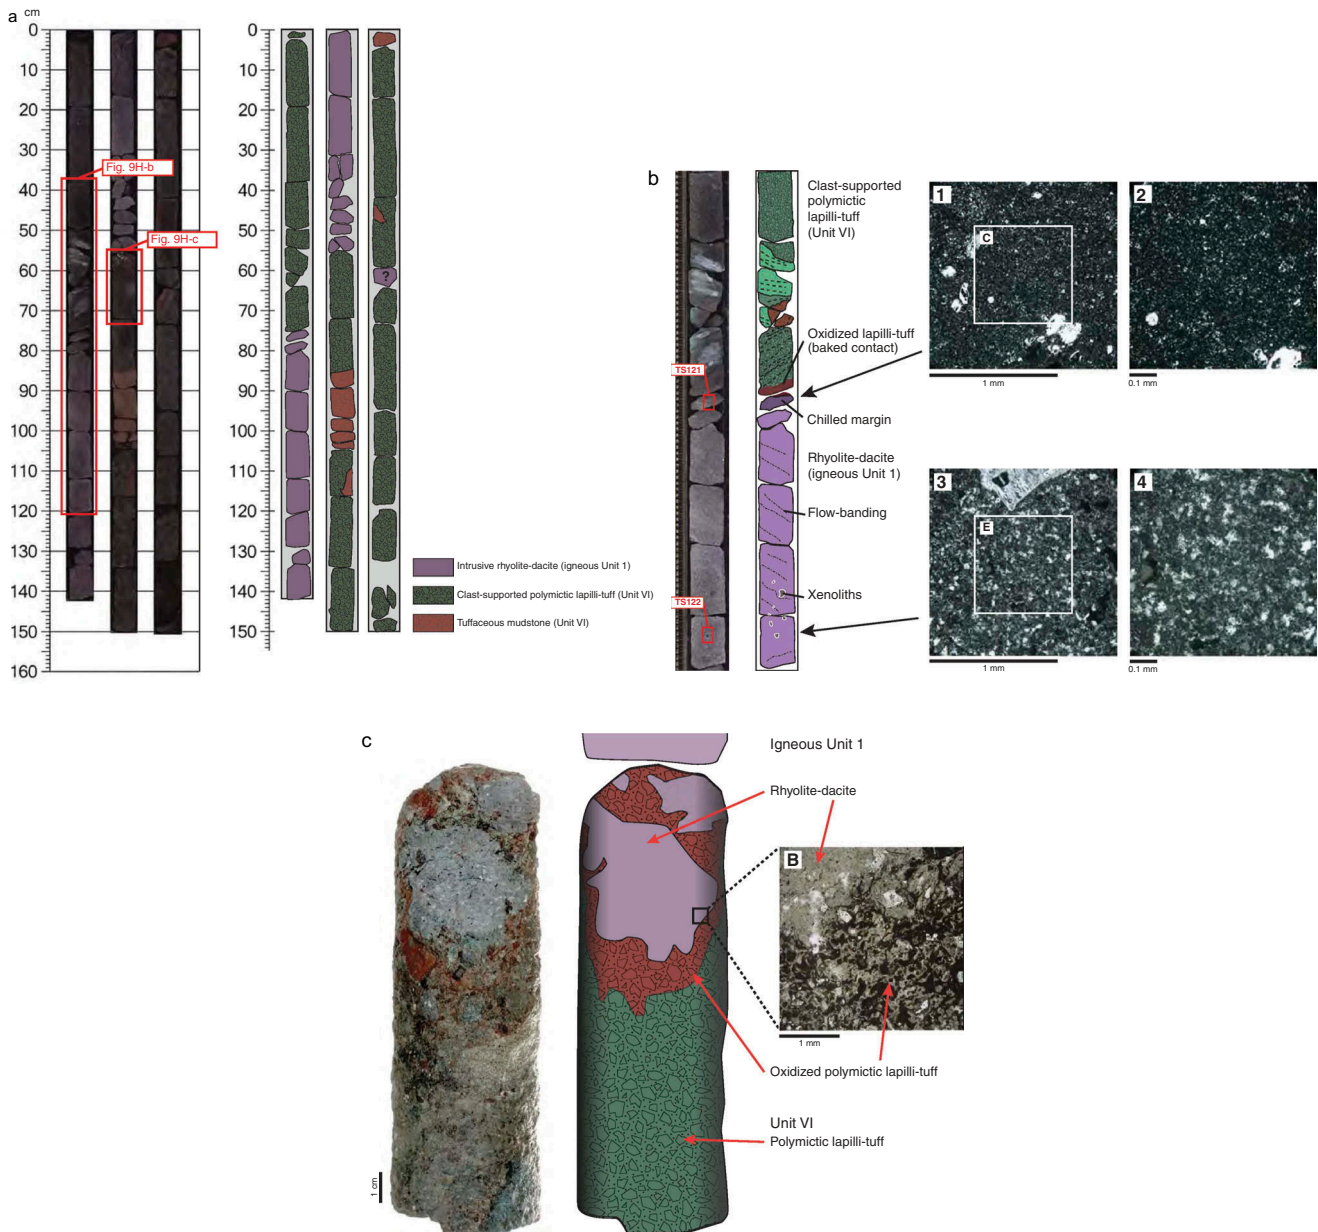 a
cm
0
10
20
30
40
50
60
70
80
90
100
110
120
130
140
150
160
Fig. 9H-b
Fig. 9H-c
0
10
20
30
40
50
60
70
80
90
100
110
120
130
140
150
?
Intrusive rhyolite-dacite (igneous Unit 1)
Clast-supported polymictic lapilli-tuff (Unit VI)
Tuffaceous mudstone (Unit VI)
b
TS121
TS122
Clast-supported
polymictic
lapilli-tuff
(Unit VI)
Oxidized lapilli-tuff
(baked contact)
Chilled margin
Rhyolite-dacite
(igneous Unit 1)
Flow-banding
Xenoliths
1
C
1 mm
2
0.1 mm
3
E
1 mm
4
0.1 mm
c
1 cm
Igneous Unit 1
Rhyolite-dacite
B
1 mm
Oxidized polymictic lapilli-tuff
Unit VI
Polymictic lapilli-tuff